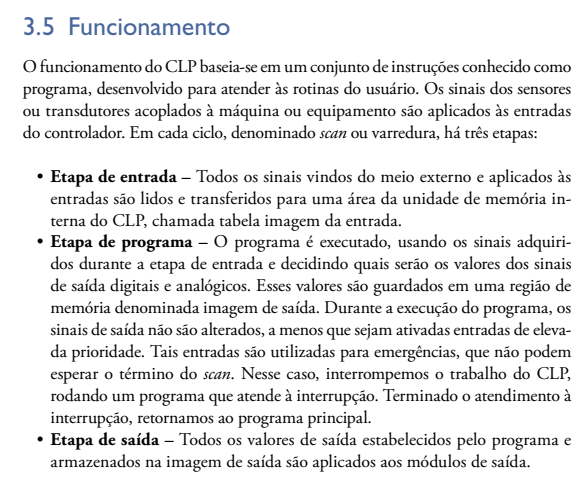 3.5 Funcionamento
O funcionamento do CLP baseia-se em um conjunto de instruções conhecido como
programa, desenvolvido para atender às rotinas do usuário. Os sinais dos sensores
ou transdutores acoplados à máquina ou equipamento são aplicados às entradas
do controlador. Em cada ciclo, denominado scan ou varredura, há três etapas:
• Etapa de entrada – Todos os sinais vindos do meio externo e aplicados às
entradas são lidos e transferidos para uma área da unidade de memória in-
terna do CLP, chamada tabela imagem da entrada.
• Etapa de programa – O programa é executado, usando os sinais adquiri-
dos durante a etapa de entrada e decidindo quais serão os valores dos sinais
de saída digitais e analógicos. Esses valores são guardados em uma região de
memória denominada imagem de saída. Durante a execução do programa, os
sinais de saída não são alterados, a menos que sejam ativadas entradas de eleva-
da prioridade. Tais entradas são utilizadas para emergências, que não podem
esperar o término do scan. Nesse caso, interrompemos o trabalho do CLP,
rodando um programa que atende à interrupção. Terminado o atendimento à
interrupção, retornamos ao programa principal.
• Etapa de saída – Todos os valores de saída estabelecidos pelo programa e
armazenados na imagem de saída são aplicados aos módulos de saída.